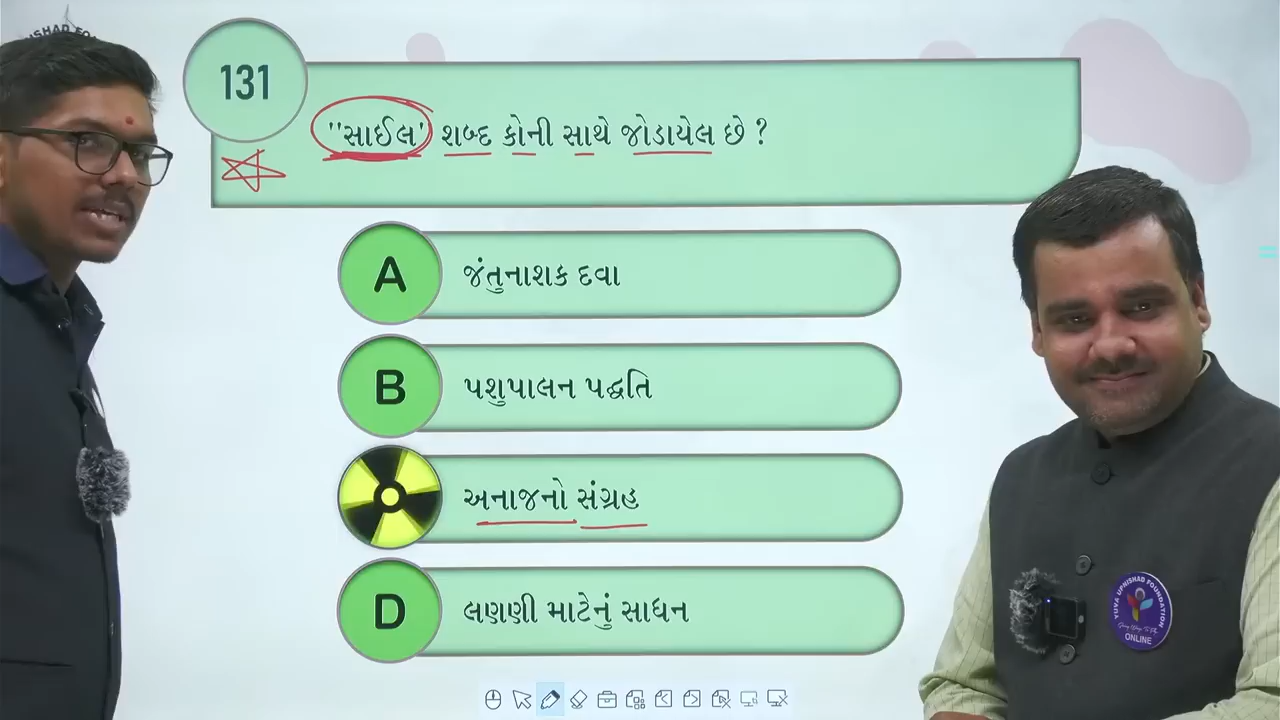 131
''સાઈલ' શબ્દ કોની સાથે જોડાયેલ છે ?
A જંતુનાશક દવા
B પશુપાલન પદ્ધતિ
અનાજનો સંગ્રહ
D લણણી માટેનું સાધન
YUVA UPNISHAD FOUNDATION
ONLINE